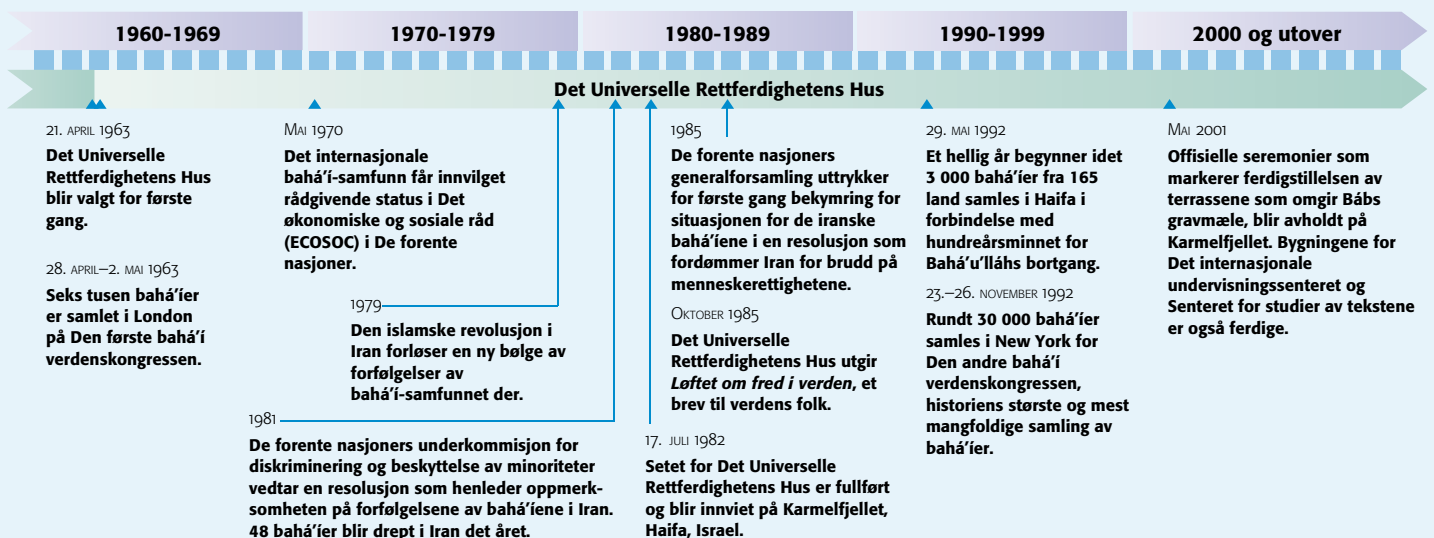 1960-1969
1970-1979
1980-1989
1990-1999
2000 og utover
Det Universelle Rettferdighetens Hus
21. APRIL 1963
Det Universelle
Rettferdighetens Hus
blir valgt for første
gang.
28. APRIL–2. MAI 1963
Seks tusen bahá’íer
er samlet i London
på Den første bahá’í
verdenskongressen.
MAI 1970
Det internasjonale
bahá’í-samfunn får innvilget
rådgivende status i Det
økonomiske og sosiale råd
(ECOSOC) i De forente
nasjoner.
1979
Den islamske revolusjon i
Iran forløser en ny bølge av
forfølgelser av
bahá’í-samfunnet der.
1981
De forente nasjoners underkommisjon for
diskriminering og beskyttelse av minoriteter
vedtar en resolusjon som henleder oppmerk-
somheten på forfølgelsene av bahá’íene i Iran.
48 bahá’íer blir drept i Iran det året.
1985
De forente nasjoners
generalforsamling uttrykker
for første gang bekymring for
situasjonen for de iranske
bahá’íene i en resolusjon som
fordømmer Iran for brudd på
menneskerettighetene.
OKTOBER 1985
Det Universelle
Rettferdighetens Hus utgir
Løftet om fred i verden, et
brev til verdens folk.
17. JULI 1982
Setet for Det Universelle
Rettferdighetens Hus er fullført
og blir innviet på Karmelfjellet,
Haifa, Israel.
29. MAI 1992
Et hellig år begynner idet
3 000 bahá’íer fra 165
land samles i Haifa i
forbindelse med
hundreårsminnet for
Bahá’u’lláhs bortgang.
23.–26. NOVEMBER 1992
Rundt 30 000 bahá’íer
samles i New York for
Den andre bahá’í
verdenskongressen,
historiens største og mest
mangfoldige samling av
bahá’íer.
MAI 2001
Offisielle seremonier som
markerer ferdigstillelsen av
terrassene som omgir Bábs
gravmæle, blir avholdt på
Karmelfjellet. Bygningene for
Det internasjonale
undervisningssenteret og
Senteret for studier av tekstene
er også ferdige.